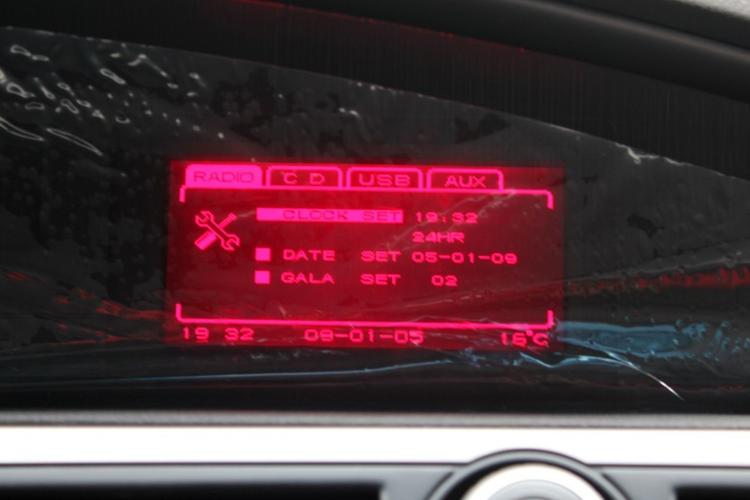 RADIO CD USB AUX
CLOCK SET 19:32
24HR
DATE SET 05-01-09
GALA SET 02
19 32 09-01-05 16°C